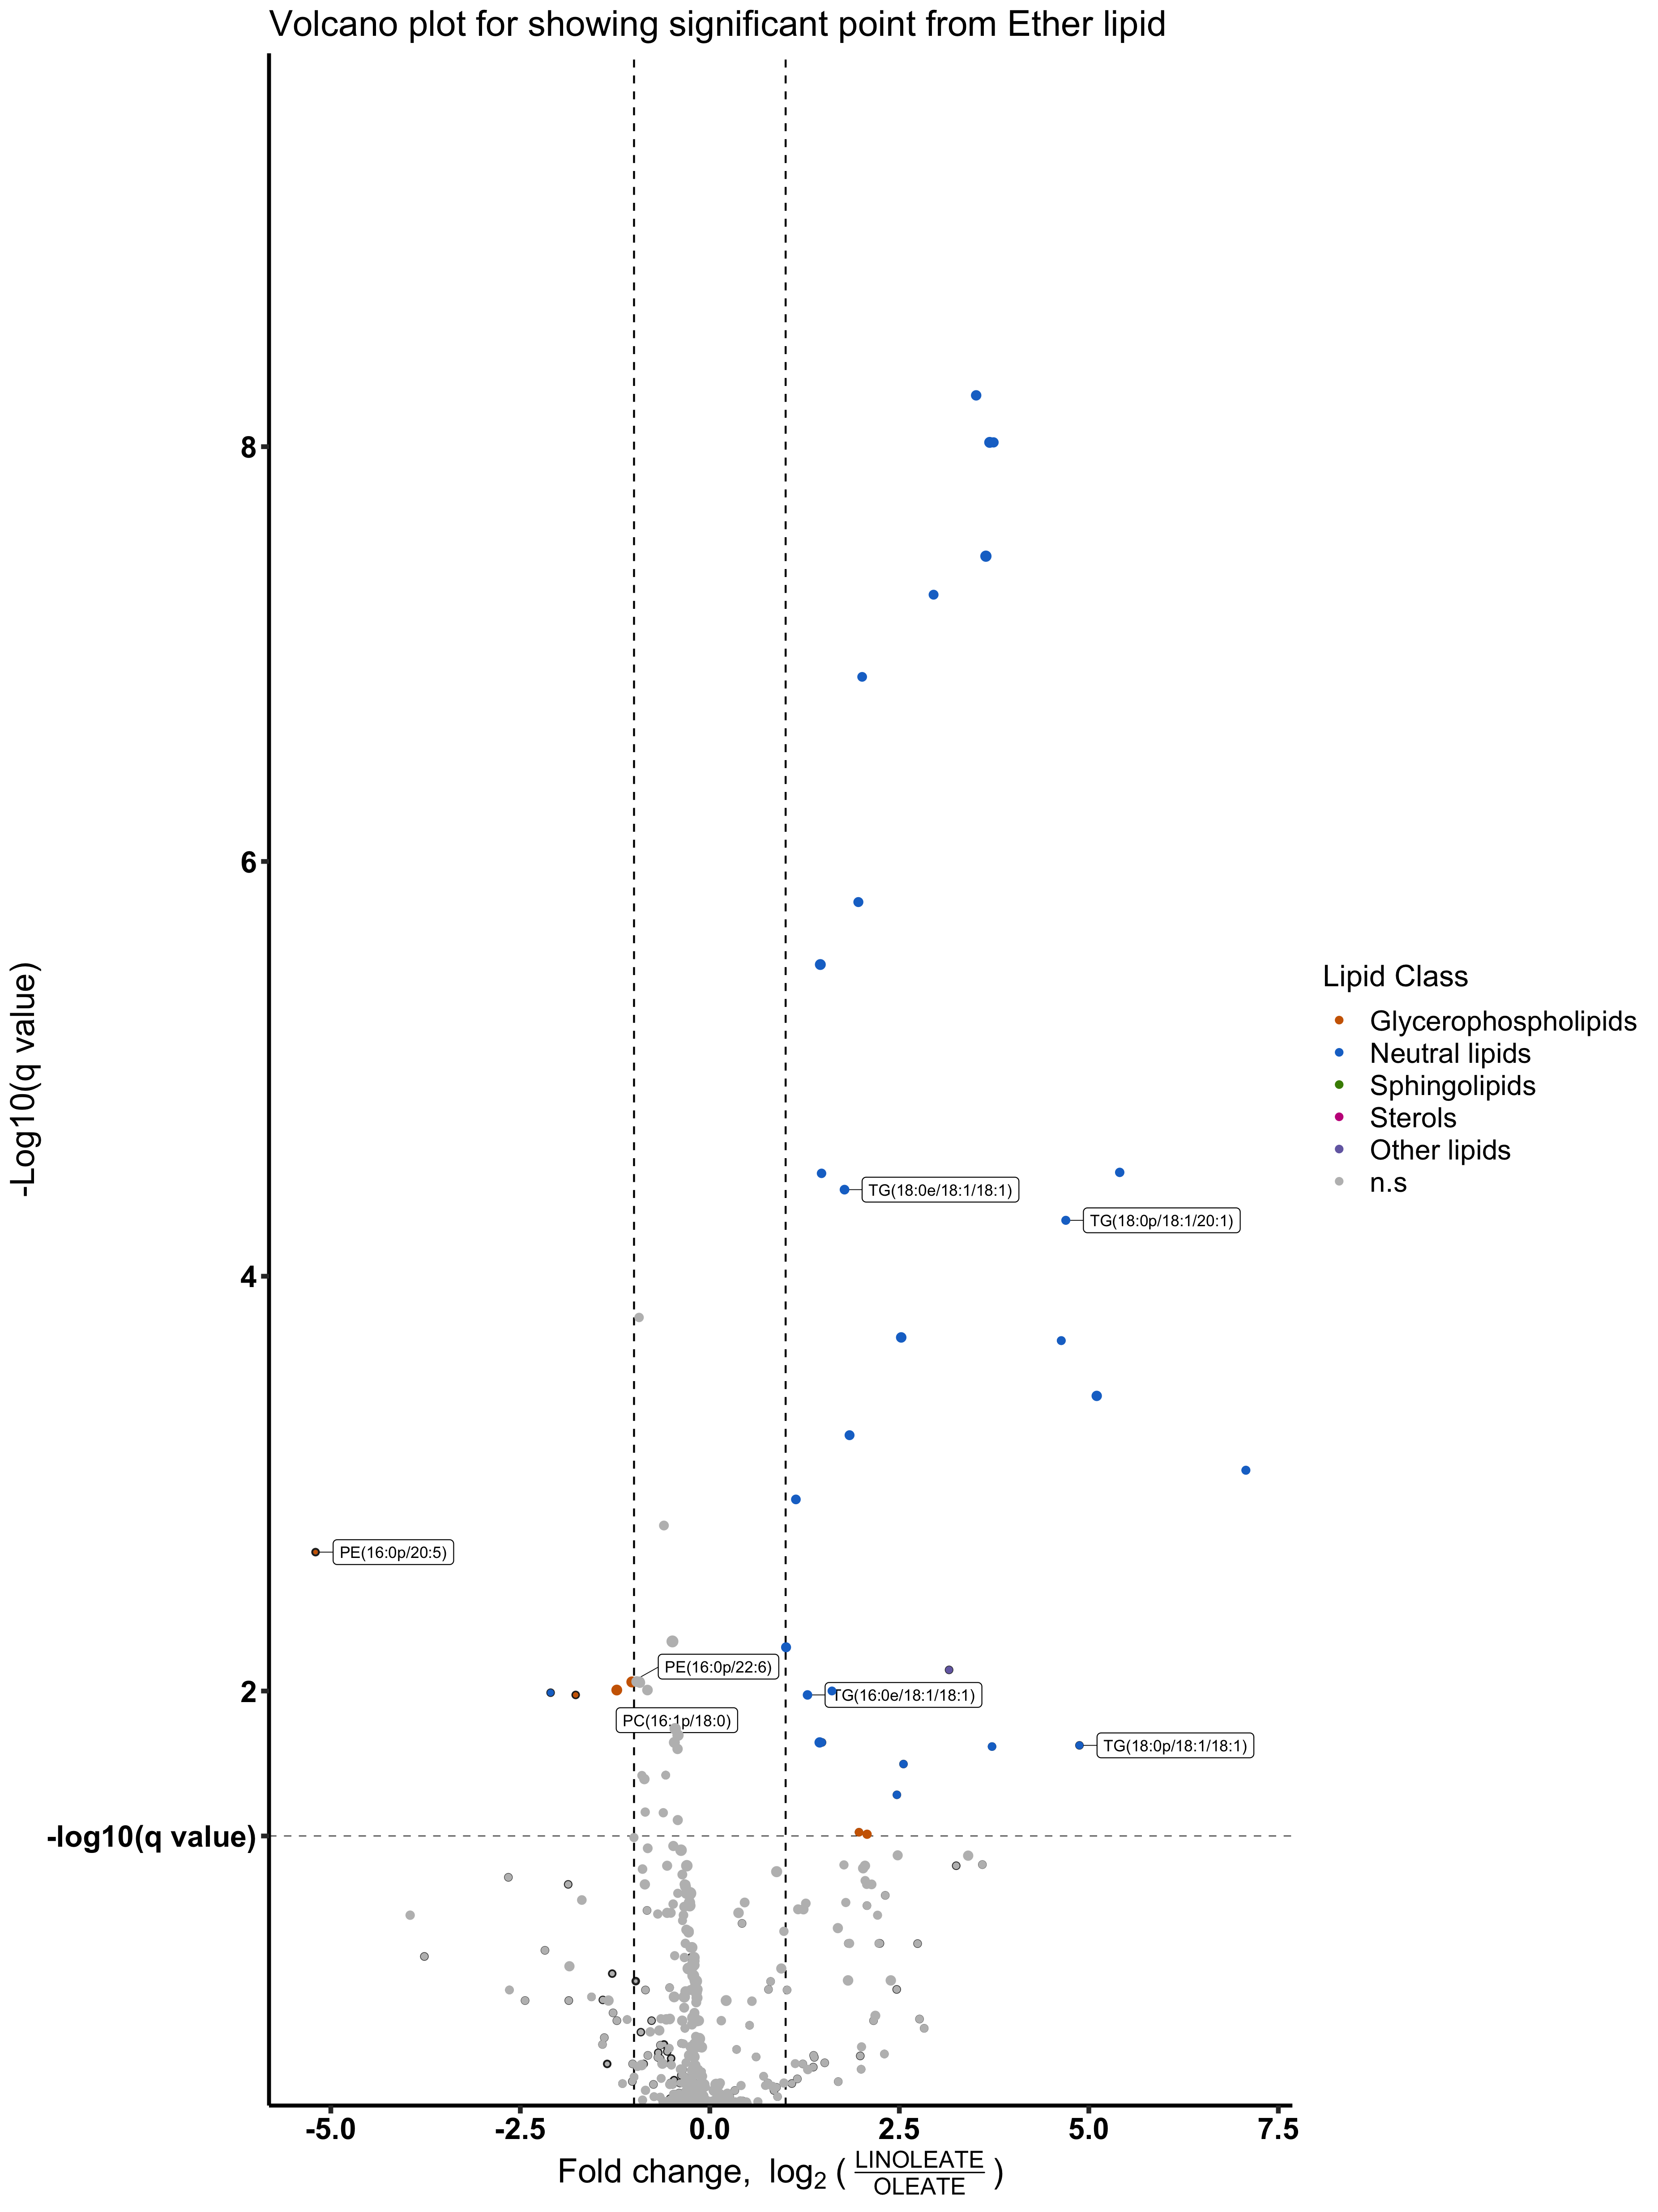 Volcano plot for showing significant point from Ether lipid
-Log10(q value)
8
6
4
2
-log10(q value)
TG(18:0e/18:1/18:1)
TG(18:0p/18:1/20:1)
PE(16:0p/20:5)
PE(16:0p/22:6)
TG(16:0e/18:1/18:1)
PC(16:1p/18:0)
TG(18:0p/18:1/18:1)
-5.0
-2.5
0.0
2.5
5.0
7.5
Fold change, log2 ( LINOLEATE
OLEATE )
Lipid Class
Glycerophospholipids
Neutral lipids
Sphingolipids
Sterols
Other lipids
n.s